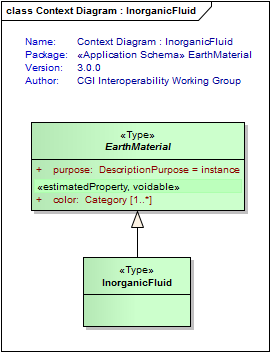 class Context Diagram : InorganicFluid
Name: Context Diagram : InorganicFluid
Package: «Application Schema» EarthMaterial
Version: 3.0.0
Author: CGI Interoperability Working Group
«Type»
EarthMaterial
+ purpose: DescriptionPurpose = instance
«estimatedProperty, voidable»
+ color: Category [1..*]
«Type»
InorganicFluid